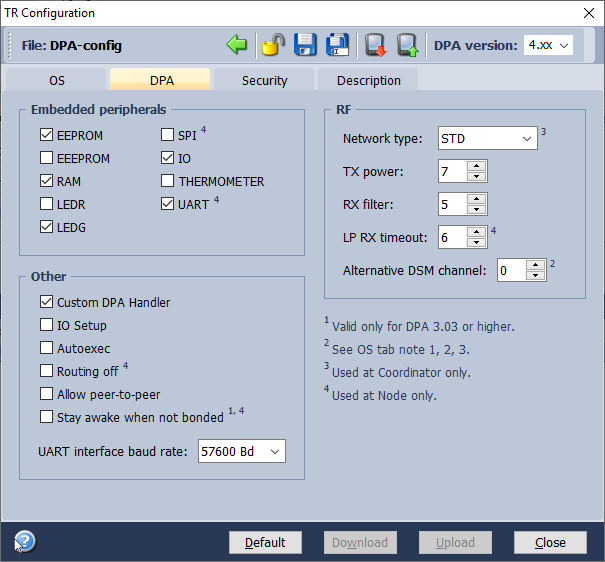 TR Configuration
File: DPA-config
DPA version: 4.xx
OS DPA Security Description
Embedded peripherals
EEPROM SPI 4
EEEPROM IO
RAM THERMOMETER
LEDR UART 4
LEDG
RF
Network type: STD 3
TX power: 7
RX filter: 5
LP RX timeout: 6 4
Alternative DSM channel: 0 2
Other
Custom DPA Handler
IO Setup
Autoexec
Routing off 4
Allow peer-to-peer
Stay awake when not bonded 1, 4
UART interface baud rate: 57600 Bd
1 Valid only for DPA 3.03 or higher.
2 See OS tab note 1, 2, 3.
3 Used at Coordinator only.
4 Used at Node only.
? Default Download Upload Close